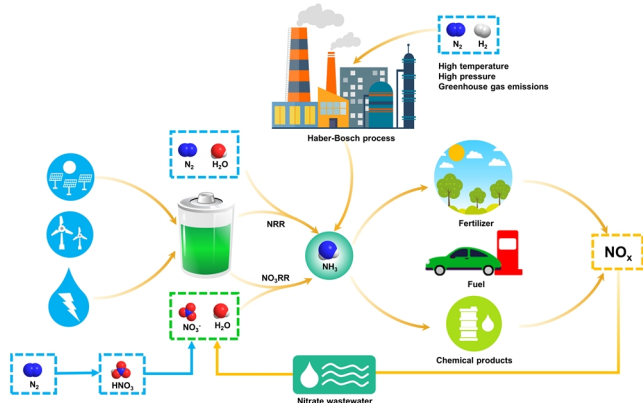 N₂
H₂
High temperature
High pressure
Greenhouse gas emissions
Haber-Bosch process
N₂
H₂O
NRR
NH₃
NO₃RR
NO₃⁻
H₂O
Fertilizer
Fuel
Chemical products
NOₓ
N₂
HNO₃
Nitrate wastewater